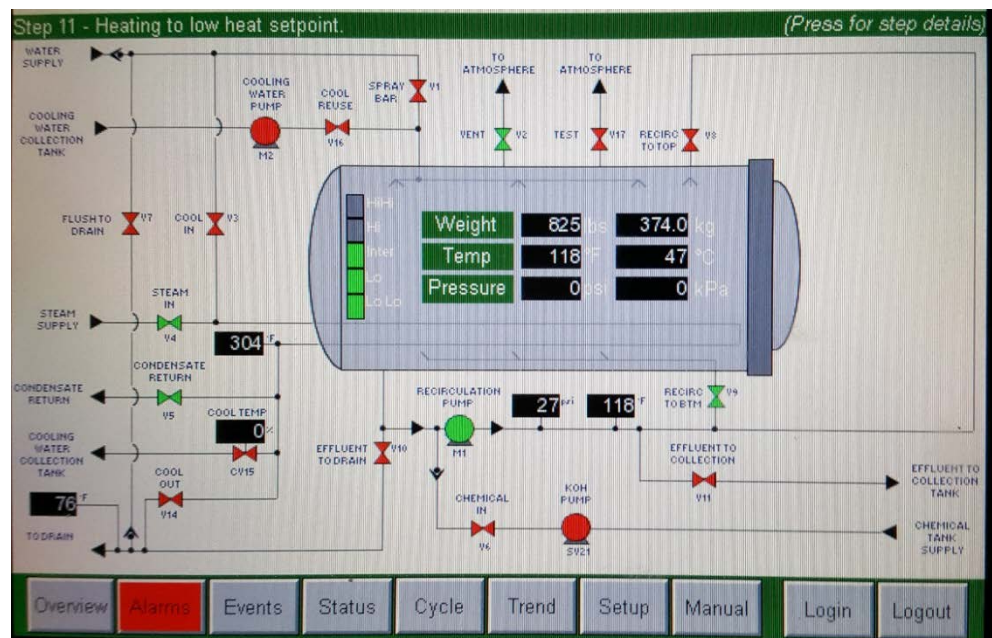 Step 11 - Heating to low heat setpoint.
(Press for step details)
WATER
SUPPLY
COOLING
WATER
PUMP
M2
COOL
REUSE
V16
SPRAY
BAR
V1
TO
ATMOSPHERE
TO
ATMOSPHERE
VENT
V2
TEST
V17
RECIRC
TO TOP
V8
COOLING
WATER
COLLECTION
TANK
FLUSH TO
DRAIN
V7
COOL
IN
V3
HiHi
Hi
Inter
Lo
Lo Lo
Weight 825 lbs 374.0 kg
Temp 118 °F 47 °C
Pressure 0 psi 0 kPa
STEAM
IN
V4
STEAM
SUPPLY
304 °F
CONDENSATE
RETURN
V5
CONDENSATE
RETURN
COOL TEMP
0 %
CV15
COOLING
WATER
COLLECTION
TANK
COOL
OUT
V14
76 °F
TO DRAIN
EFFLUENT
TO DRAIN
V10
RECIRCULATION
PUMP
M1
27 psi
118 °F
RECIRC
TO BTM
V9
EFFLUENT TO
COLLECTION
V11
EFFLUENT TO
COLLECTION
TANK
CHEMICAL
IN
V6
KOH
PUMP
SV21
CHEMICAL
TANK
SUPPLY
Overview
Alarms
Events
Status
Cycle
Trend
Setup
Manual
Login
Logout